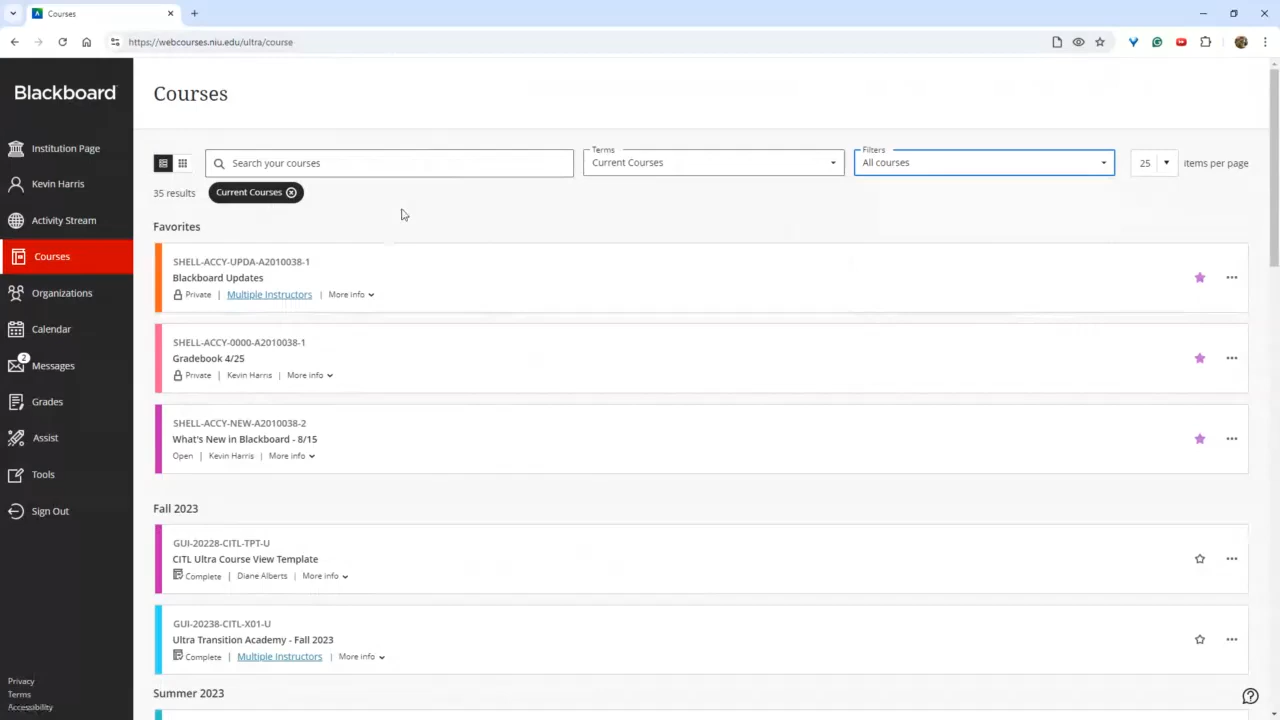 Courses
https://webcourses.niu.edu/ultra/course
Blackboard
Institution Page
Kevin Harris
Activity Stream
Courses
Organizations
Calendar
2
Messages
Grades
Assist
Tools
Sign Out
Privacy
Terms
Accessibility
Courses
Search your courses
Terms
Current Courses
Filters
All courses
25
items per page
35 results
Current Courses
Favorites
SHELL-ACCY-UPDA-A2010038-1
Blackboard Updates
Private | Multiple Instructors | More info
SHELL-ACCY-0000-A2010038-1
Gradebook 4/25
Private | Kevin Harris | More info
SHELL-ACCY-NEW-A2010038-2
What's New in Blackboard - 8/15
Open | Kevin Harris | More info
Fall 2023
GUI-20228-CITL-TPT-U
CITL Ultra Course View Template
Complete | Diane Alberts | More info
GUI-20238-CITL-X01-U
Ultra Transition Academy - Fall 2023
Complete | Multiple Instructors | More info
Summer 2023